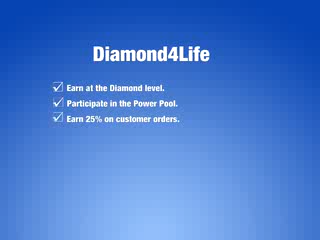 Diamond4Life
Earn at the Diamond level.
Participate in the Power Pool.
Earn 25% on customer orders.